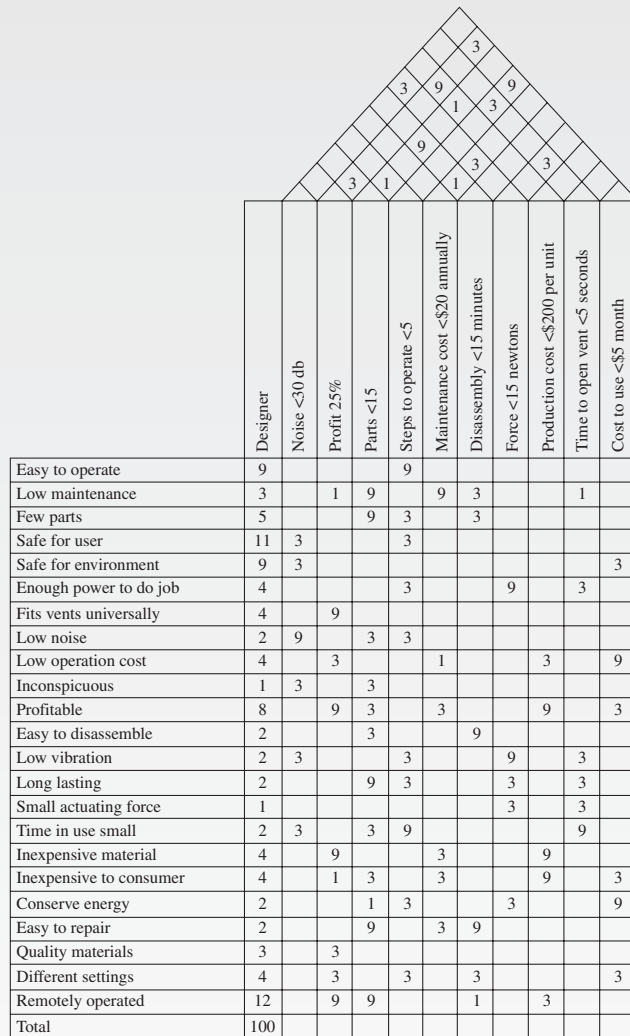 3
3 9 9
1 3
9
3 3
3 1 1
Designer
Noise <30 db
Profit 25%
Parts <15
Steps to operate <5
Maintenance cost <$20 annually
Disassembly <15 minutes
Force <15 newtons
Production cost <$200 per unit
Time to open vent <5 seconds
Cost to use <$5 month
Easy to operate 9 9
Low maintenance 3 1 9 9 3 1
Few parts 5 9 3 3
Safe for user 11 3 3
Safe for environment 9 3 3
Enough power to do job 4 3 9 3
Fits vents universally 4 9
Low noise 2 9 3 3
Low operation cost 4 3 1 3 9
Inconspicuous 1 3 3
Profitable 8 9 3 3 9 3
Easy to disassemble 2 3 9
Low vibration 2 3 3 9 3
Long lasting 2 9 3 3 3
Small actuating force 1 3 3
Time in use small 2 3 3 9 9
Inexpensive material 4 9 3 9
Inexpensive to consumer 4 1 3 3 9 3
Conserve energy 2 1 3 3 9
Easy to repair 2 9 3 9
Quality materials 3 3
Different settings 4 3 3 3 3
Remotely operated 12 9 9 1 3
Total 100